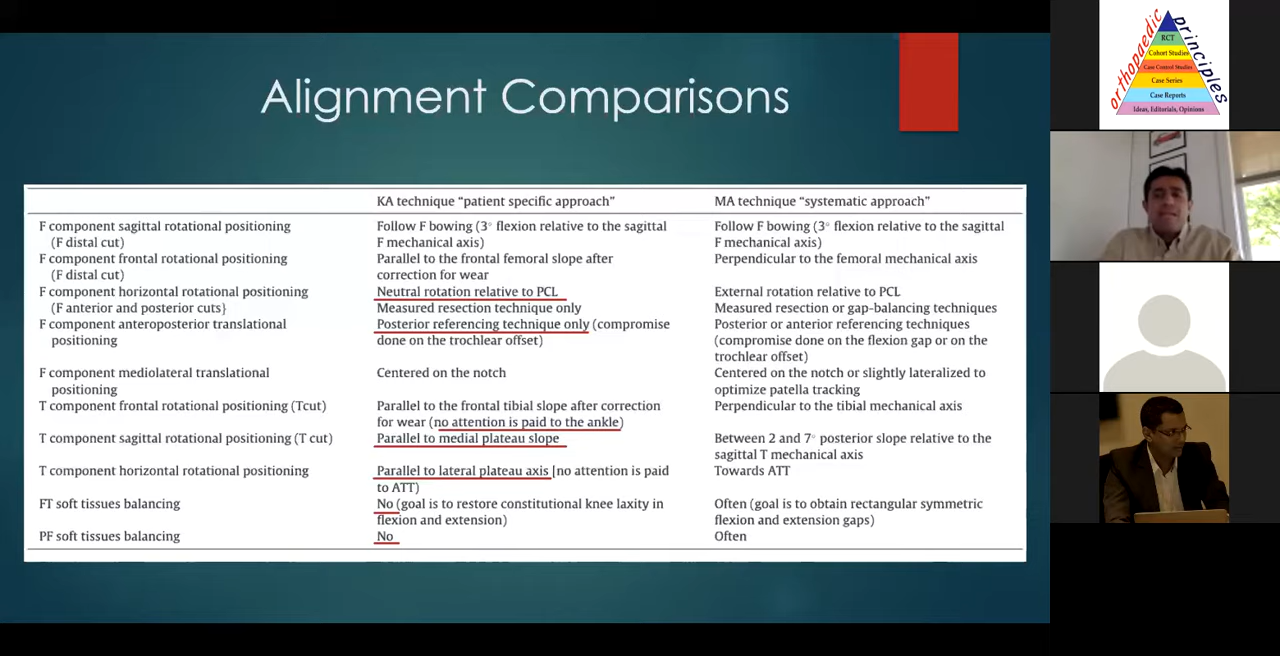 Alignment Comparisons
KA technique “patient specific approach”
MA technique “systematic approach”
F component sagittal rotational positioning
(F distal cut)
Follow F bowing (3° flexion relative to the sagittal
F mechanical axis)
Follow F bowing (3° flexion relative to the sagittal
F mechanical axis)
F component frontal rotational positioning
(F distal cut)
Parallel to the frontal femoral slope after
correction for wear
Perpendicular to the femoral mechanical axis
F component horizontal rotational positioning
(F anterior and posterior cuts}
Neutral rotation relative to PCL
Measured resection technique only
External rotation relative to PCL
Measured resection or gap-balancing techniques
F component anteroposterior translational
positioning
Posterior referencing technique only (compromise
done on the trochlear offset)
Posterior or anterior referencing techniques
(compromise done on the flexion gap or on the
trochlear offset)
F component mediolateral translational
positioning
Centered on the notch
Centered on the notch or slightly lateralized to
optimize patella tracking
T component frontal rotational positioning (Tcut)
Parallel to the frontal tibial slope after correction
for wear (no attention is paid to the ankle)
Perpendicular to the tibial mechanical axis
T component sagittal rotational positioning (T cut)
Parallel to medial plateau slope
Between 2 and 7° posterior slope relative to the
sagittal T mechanical axis
T component horizontal rotational positioning
Parallel to lateral plateau axis (no attention is paid
to ATT)
Towards ATT
FT soft tissues balancing
No (goal is to restore constitutional knee laxity in
flexion and extension)
Often (goal is to obtain rectangular symmetric
flexion and extension gaps)
PF soft tissues balancing
No
Often
orthopaedic
principles
RCT
Cohort Studies
Case Control Studies
Case Series
Case Reports
Ideas, Editorials, Opinions